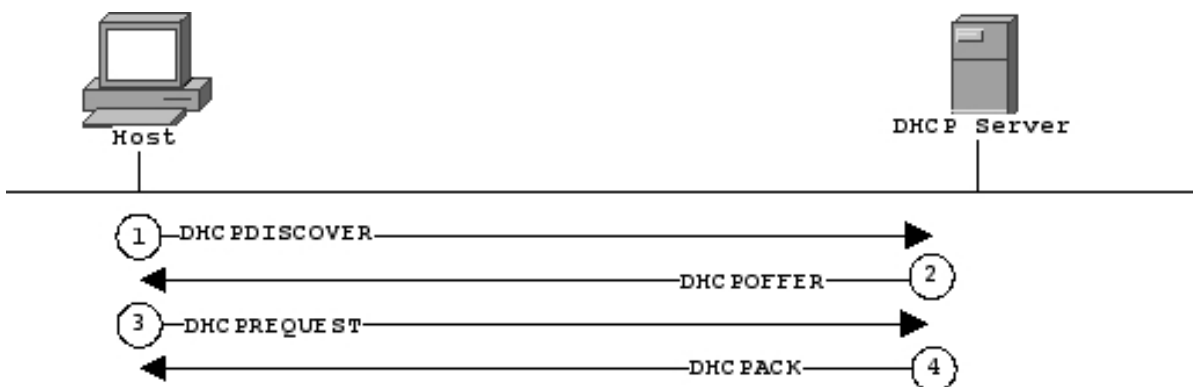 Host
DHCP Server
1 DHCPDISCOVER
DHCPOFFER 2
3 DHCPREQUEST
DHCPACK 4